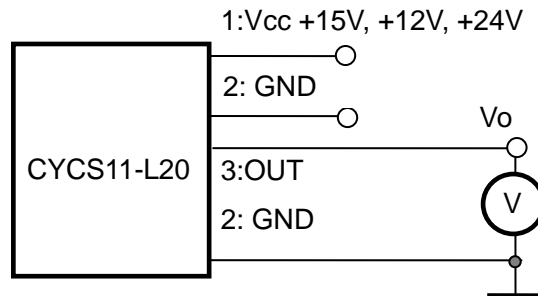 1:Vcc +15V, +12V, +24V
2: GND
Vo
CYCS11-L20
3:OUT
V
2: GND